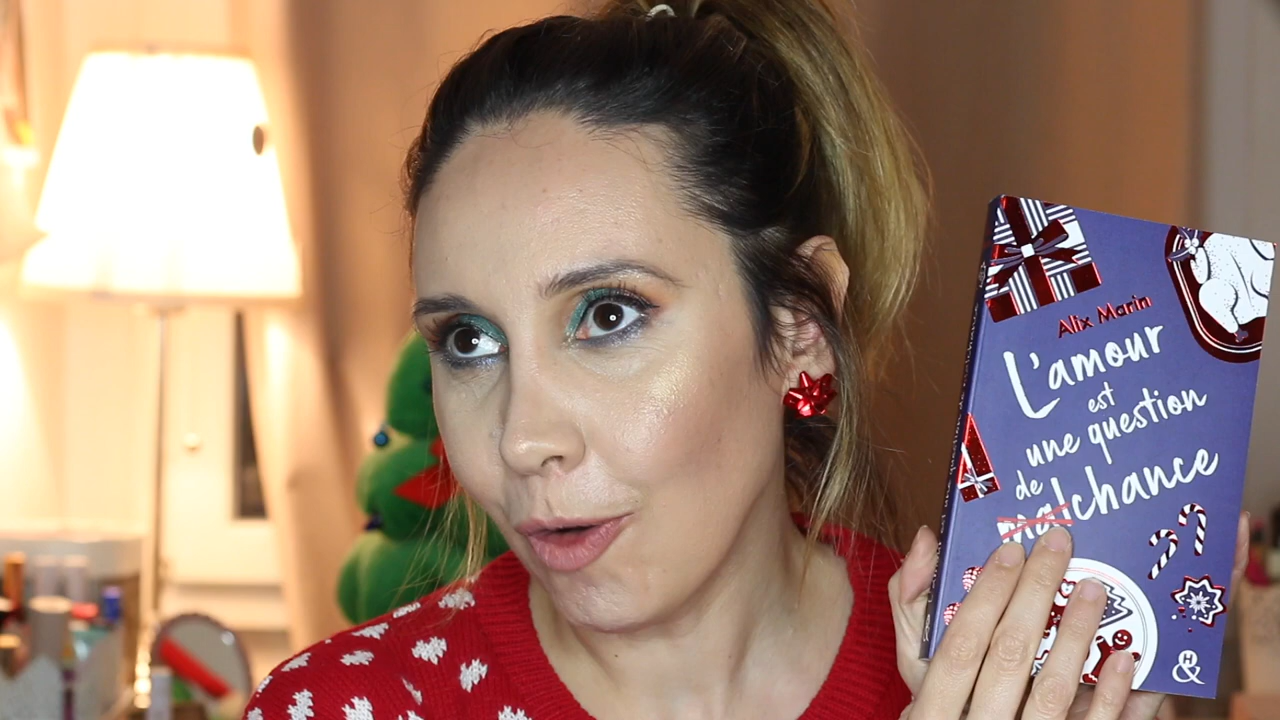 Alix Marin
L'amour
est
une question
de
malchance
H
&